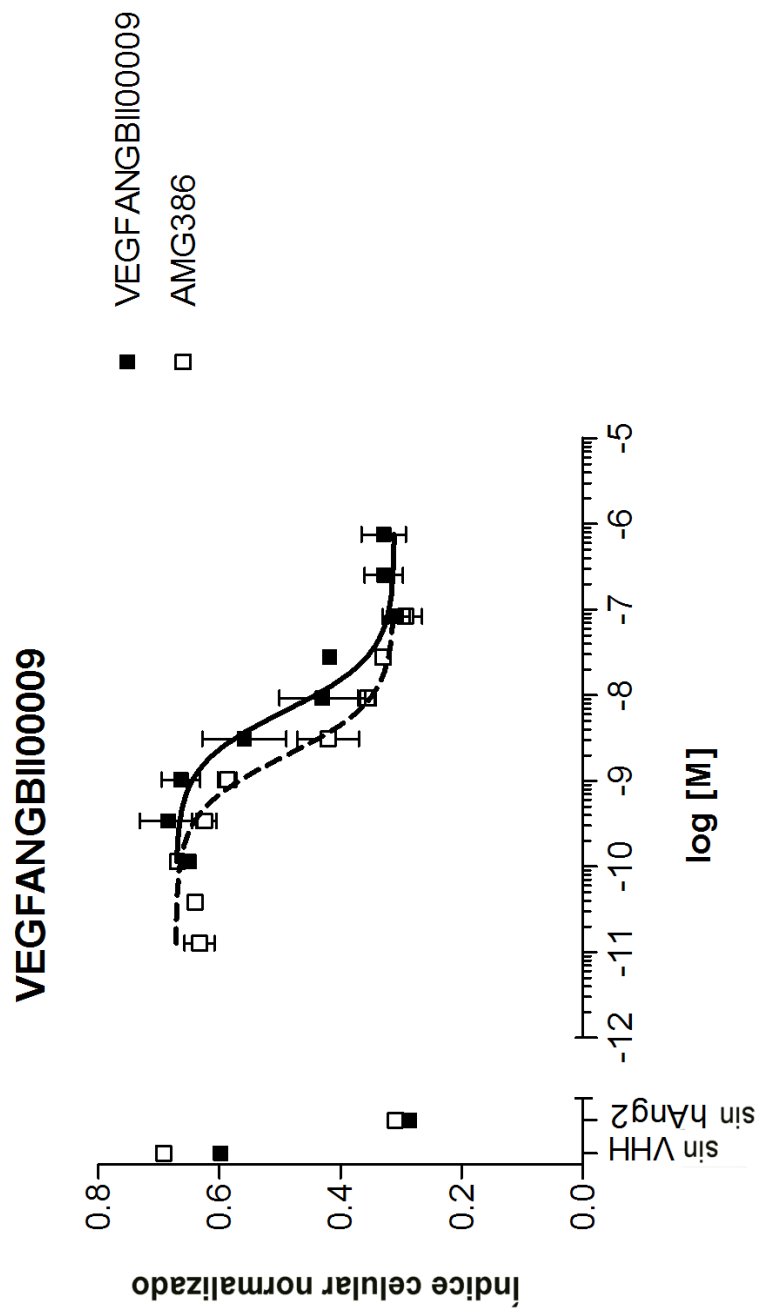 VEGFANGBII00009
VEGFANGBII00009
AMG386
Índice celular normalizado
0.8
0.6
0.4
0.2
0.0
sin VHH
sin hAng2
-12
-11
-10
-9
-8
-7
-6
-5
log [M]